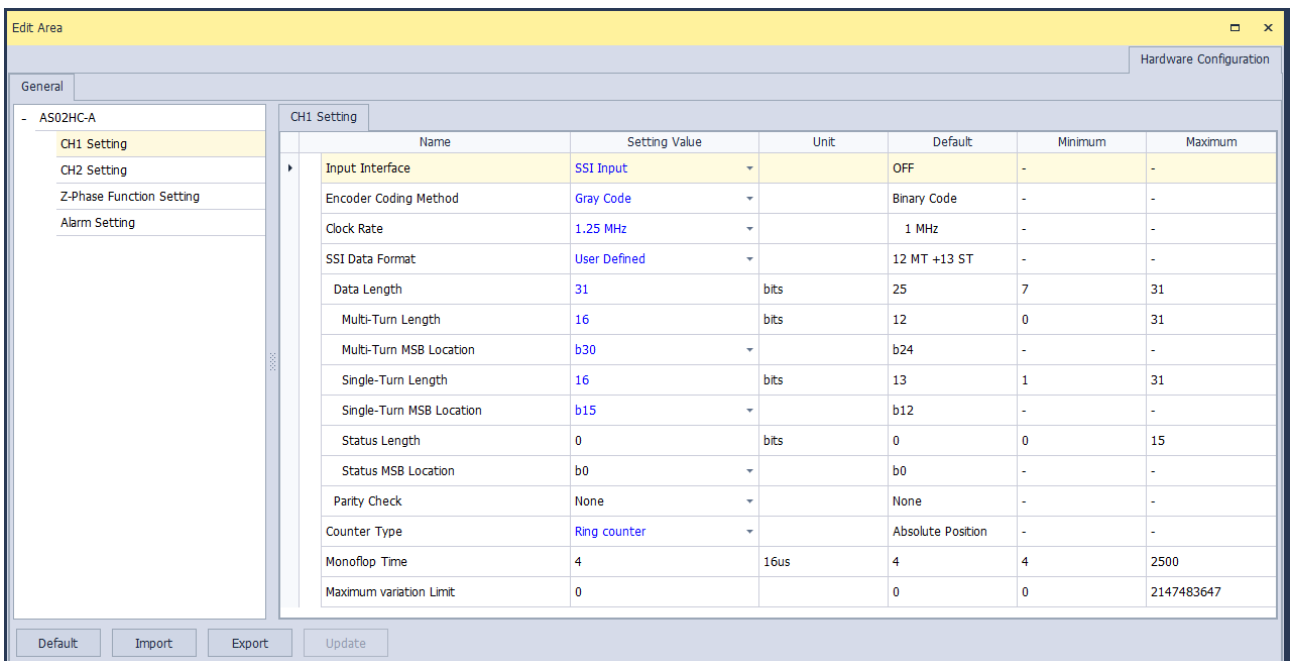 Edit Area
Hardware Configuration
General
- AS02HC-A
CH1 Setting
CH2 Setting
Z-Phase Function Setting
Alarm Setting
CH1 Setting
Name Setting Value Unit Default Minimum Maximum
Input Interface SSI Input OFF - -
Encoder Coding Method Gray Code Binary Code - -
Clock Rate 1.25 MHz 1 MHz - -
SSI Data Format User Defined 12 MT +13 ST - -
Data Length 31 bits 25 7 31
Multi-Turn Length 16 bits 12 0 31
Multi-Turn MSB Location b30 b24 - -
Single-Turn Length 16 bits 13 1 31
Single-Turn MSB Location b15 b12 - -
Status Length 0 bits 0 0 15
Status MSB Location b0 b0 - -
Parity Check None None - -
Counter Type Ring counter Absolute Position - -
Monoflop Time 4 16us 4 4 2500
Maximum variation Limit 0 0 0 2147483647
Default Import Export Update